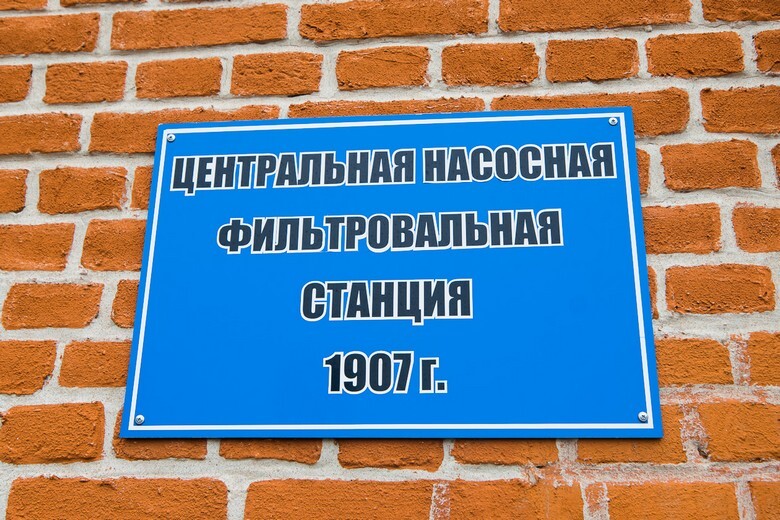 ЦЕНТРАЛЬНАЯ НАСОСНАЯ
ФИЛЬТРОВАЛЬНАЯ
СТАНЦИЯ
1907 г.